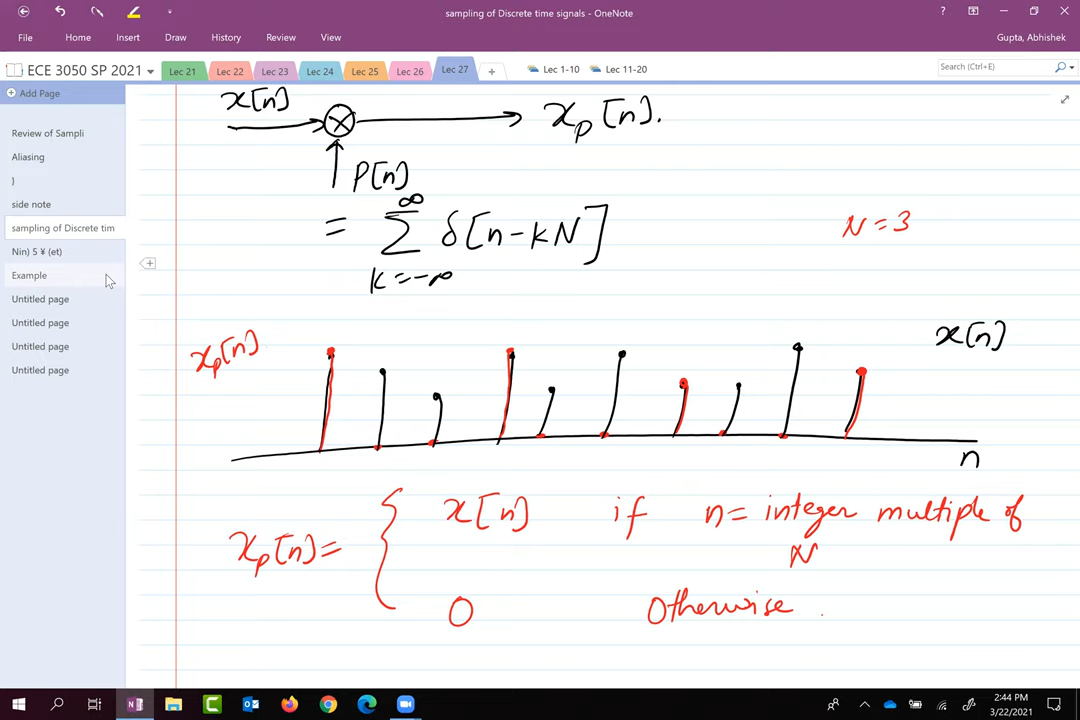 sampling of Discrete time signals - OneNote
?
File Home Insert Draw History Review View Gupta, Abhishek
ECE 3050 SP 2021 Lec 21 Lec 22 Lec 23 Lec 24 Lec 25 Lec 26 Lec 27 + Lec 1-10 Lec 11-20 Search (Ctrl+E)
Add Page
Review of Sampli
Aliasing
}
side note
sampling of Discrete tim
Nin) 5 ¥ (et)
Example
Untitled page
Untitled page
Untitled page
Untitled page
x[n] xₚ[n].
p[n]
= ∑ₖ₌₋∞^∞ δ[n-kN] N = 3
xₚ[n] x[n]
n
xₚ[n]= { x[n] if n = integer multiple of
N
0 Otherwise .
2:44 PM
3/22/2021